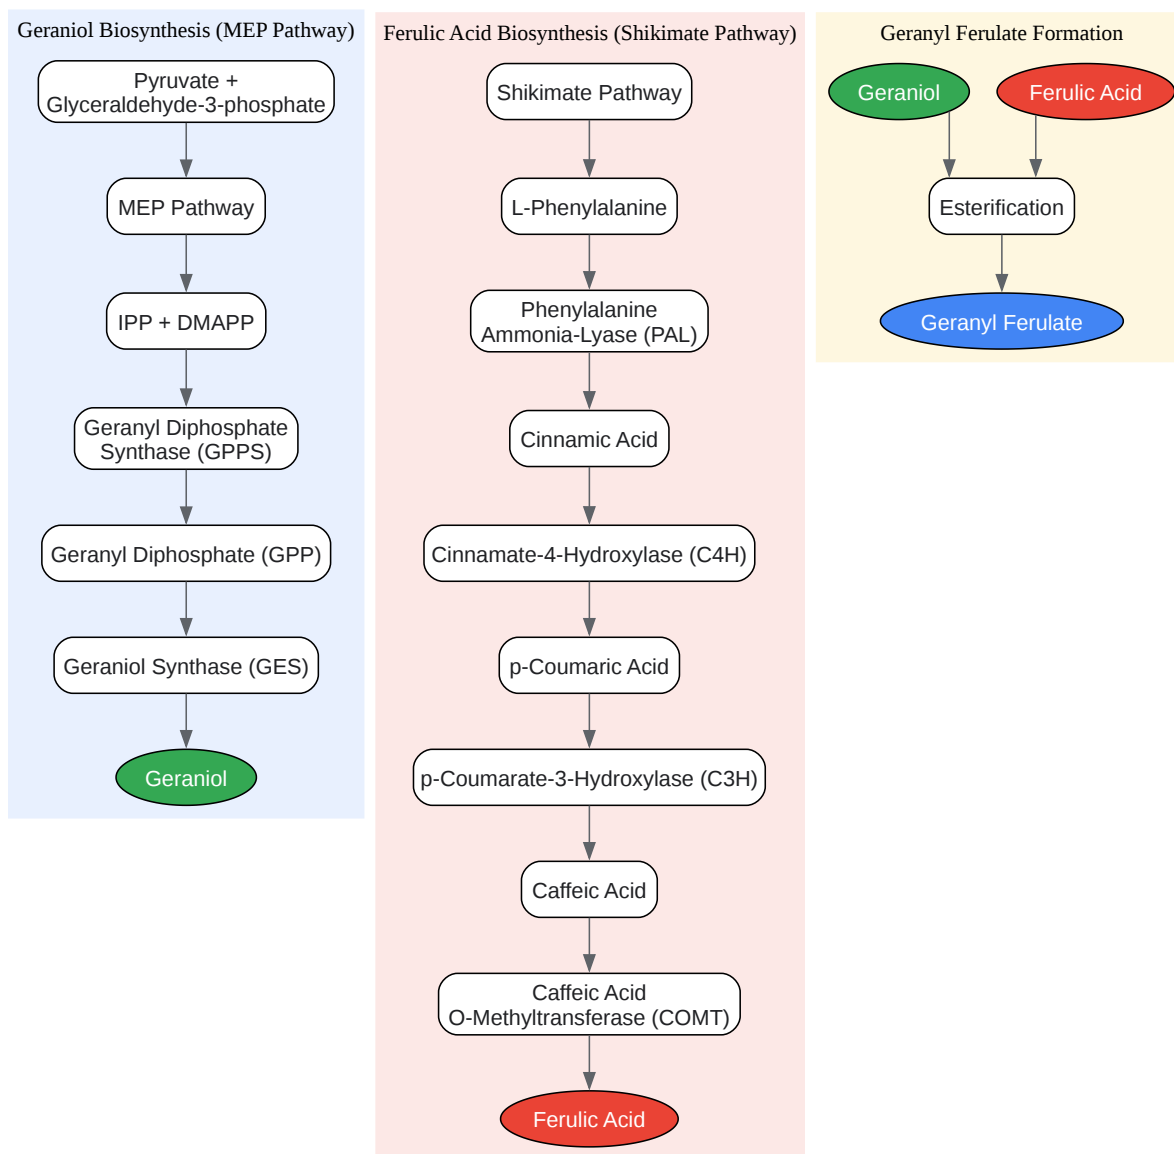 Geraniol Biosynthesis (MEP Pathway)
Pyruvate +
Glyceraldehyde-3-phosphate
MEP Pathway
IPP + DMAPP
Geranyl Diphosphate
Synthase (GPPS)
Geranyl Diphosphate (GPP)
Geraniol Synthase (GES)
Geraniol
Ferulic Acid Biosynthesis (Shikimate Pathway)
Shikimate Pathway
L-Phenylalanine
Phenylalanine
Ammonia-Lyase (PAL)
Cinnamic Acid
Cinnamate-4-Hydroxylase (C4H)
p-Coumaric Acid
p-Coumarate-3-Hydroxylase (C3H)
Caffeic Acid
Caffeic Acid
O-Methyltransferase (COMT)
Ferulic Acid
Geranyl Ferulate Formation
Geraniol
Ferulic Acid
Esterification
Geranyl Ferulate